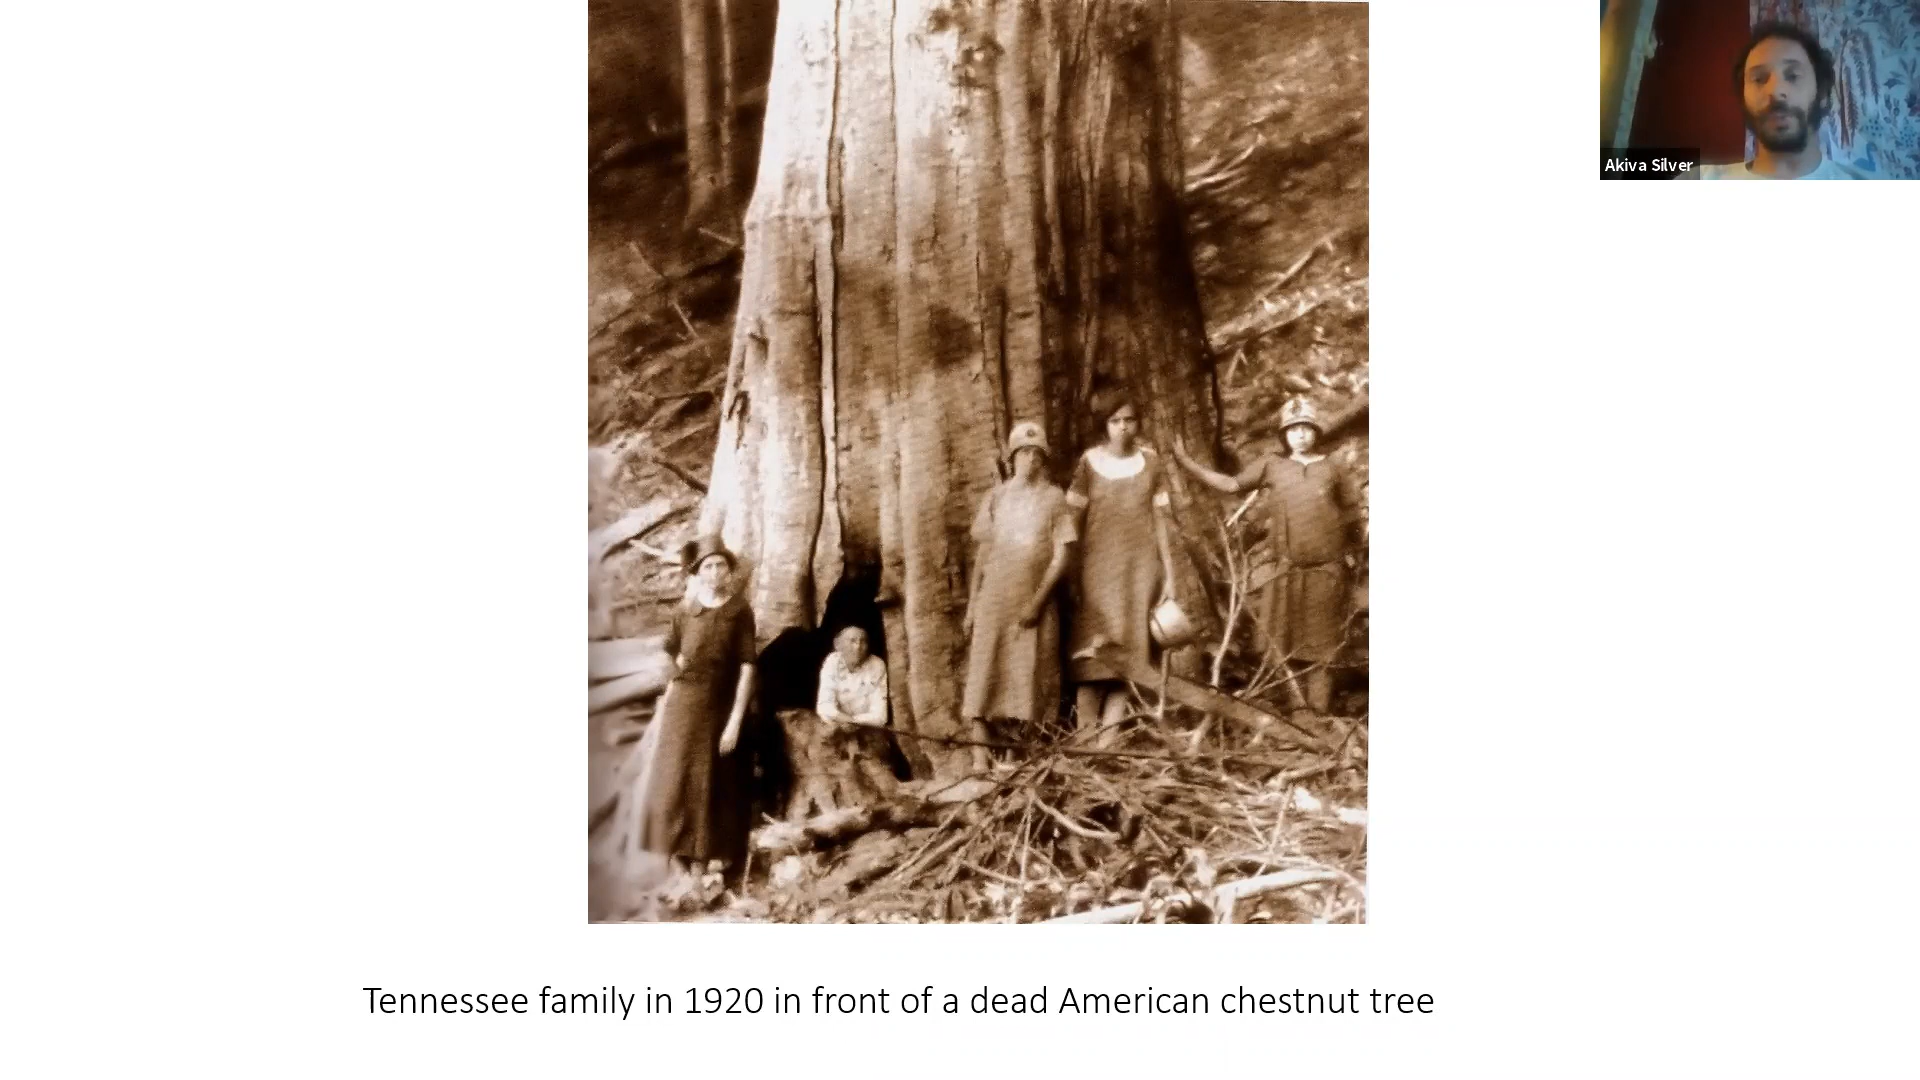 Akiva Silver
Tennessee family in 1920 in front of a dead American chestnut tree